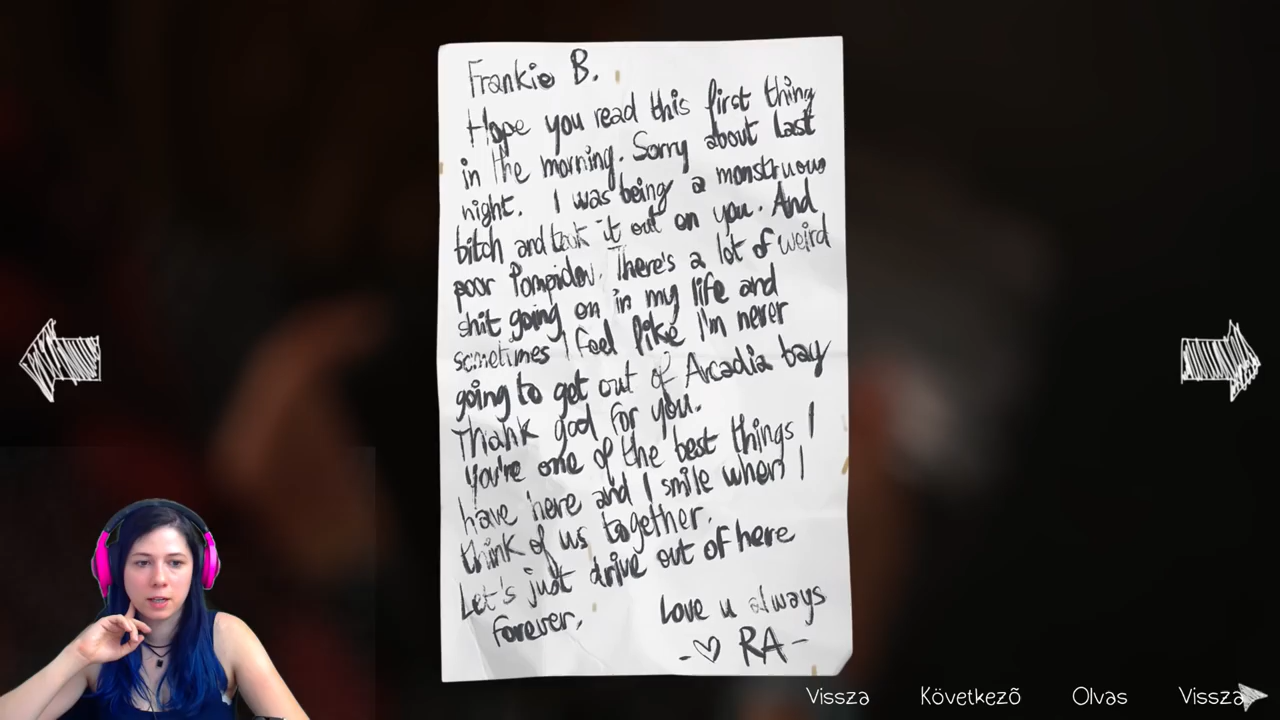 Frankie B.
Hope you read this first thing
in the morning. Sorry about last
night. I was being a monstruous
bitch and took it out on you. And
poor Pompidou. There's a lot of weird
shit going on in my life and
sometimes I feel like I'm never
going to get out of Arcadia bay
Thank god for you.
You're one of the best things I
have here and I smile when I
think of us together.
Let's just drive out of here
forever.
Love u always
-♡ RA-
Vissza Következő Olvas Vissza